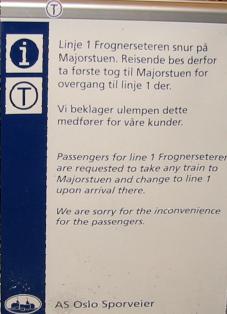 T
i
T
Linje 1 Frognerseteren snur på
Majorstuen. Reisende bes derfor
ta første tog til Majorstuen for
overgang til linje 1 der.
Vi beklager ulempen dette
medfører for våre kunder.
Passengers for line 1 Frognerseteren
are requested to take any train to
Majorstuen and change to line 1
upon arrival there.
We are sorry for the inconvenience
for the passengers.
AS Oslo Sporveier